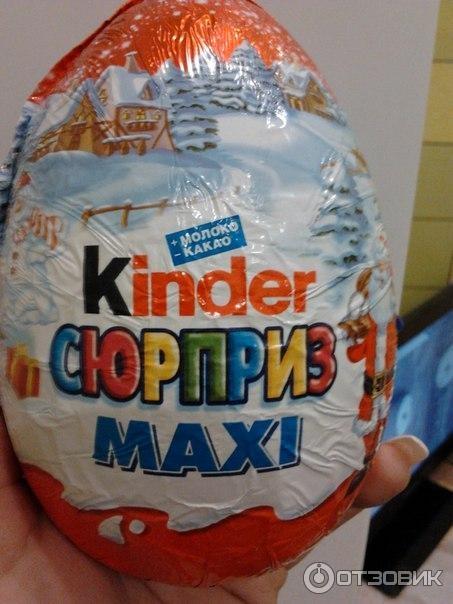 + МОЛОКО
- КАКАО
Kinder
СЮРПРИЗ
MAXI
ОТЗОВИК